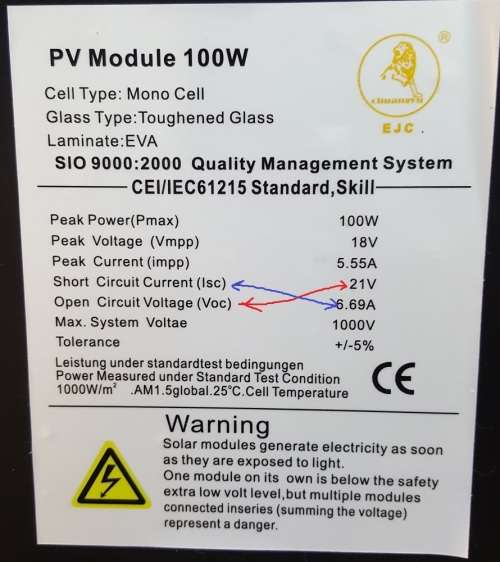 PV Module 100W
Cell Type: Mono Cell
Glass Type:Toughened Glass
Laminate:EVA
®
EJC
SIO 9000:2000 Quality Management System
CEI/IEC61215 Standard,Skill
Peak Power(Pmax) 100W
Peak Voltage (Vmpp) 18V
Peak Current (impp) 5.55A
Short Circuit Current (Isc) 21V
Open Circuit Voltage (Voc) 6.69A
Max. System Voltae 1000V
Tolerance +/-5%
Leistung under standardtest bedingungen
Power Measured under Standard Test Condition
1000W/m² .AM1.5global.25°C.Cell Temperature
CE
Warning
Solar modules generate electricity as soon
as they are exposed to light.
One module on its own is below the safety
extra low volt level,but multiple modules
connected inseries (summing the voltage)
represent a danger.